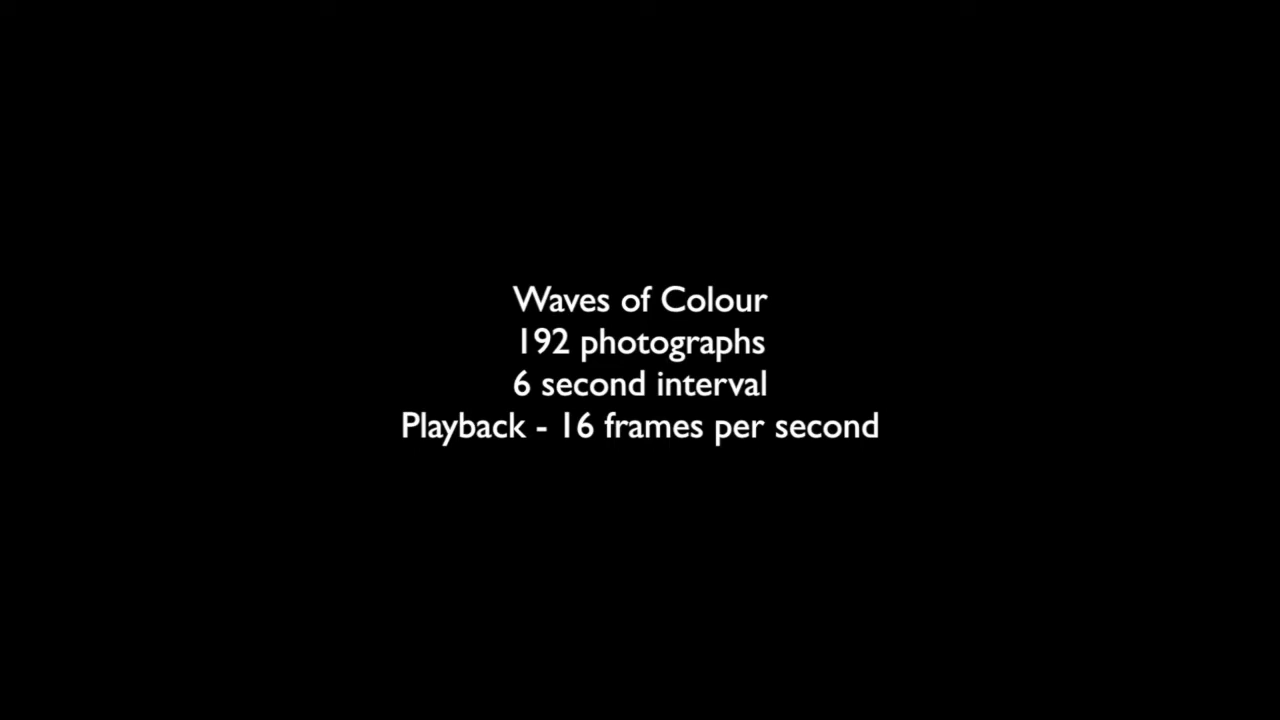 Waves of Colour
192 photographs
6 second interval
Playback - 16 frames per second